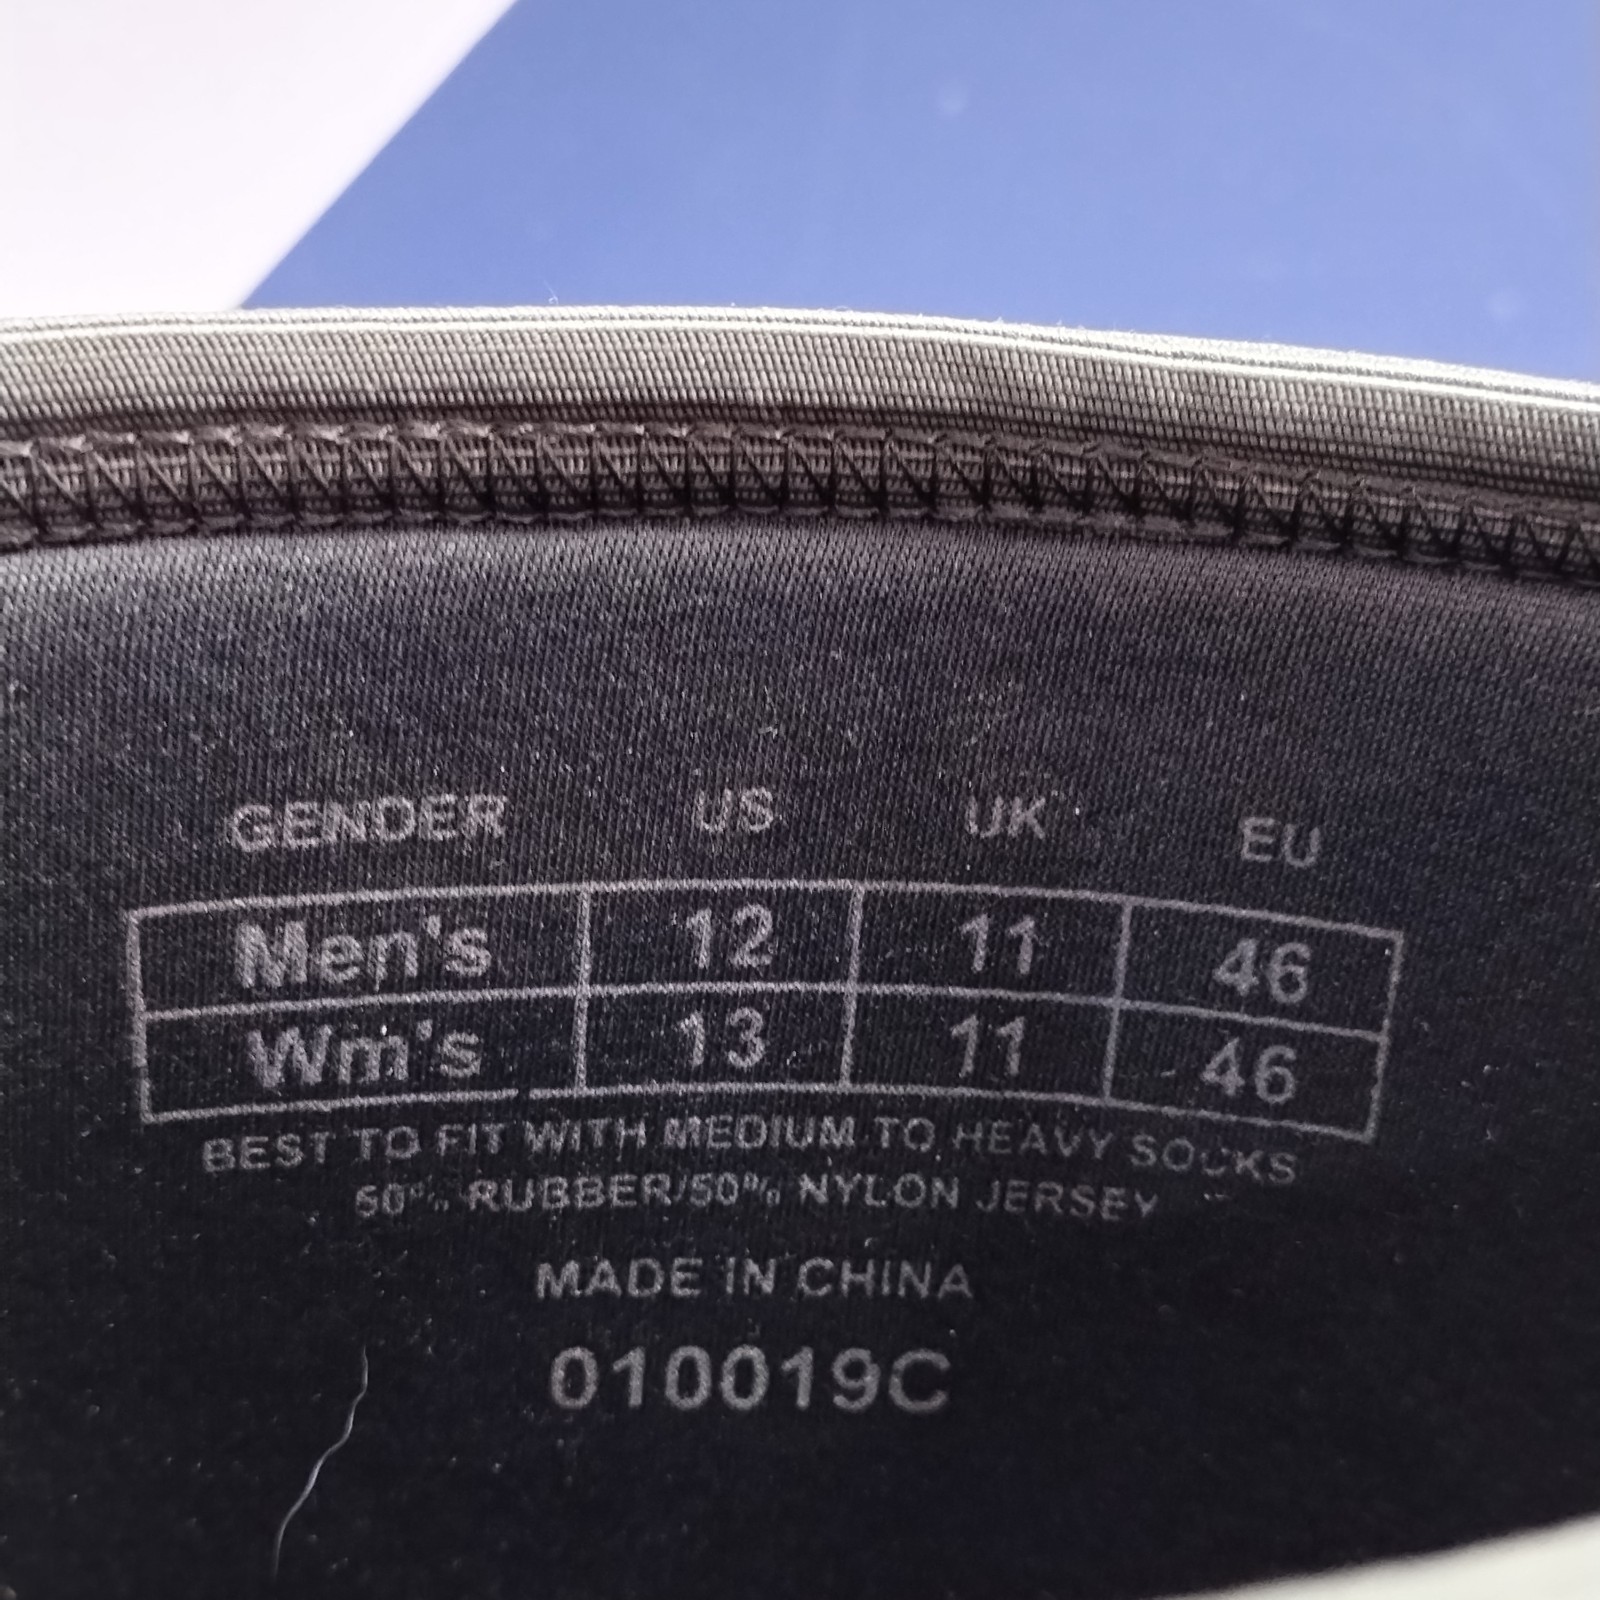 GENDER US UK EU
Men's 12 11 46
Wm's 13 11 46
BEST TO FIT WITH MEDIUM TO HEAVY SOCKS
50% RUBBER/50% NYLON JERSEY
MADE IN CHINA
010019C